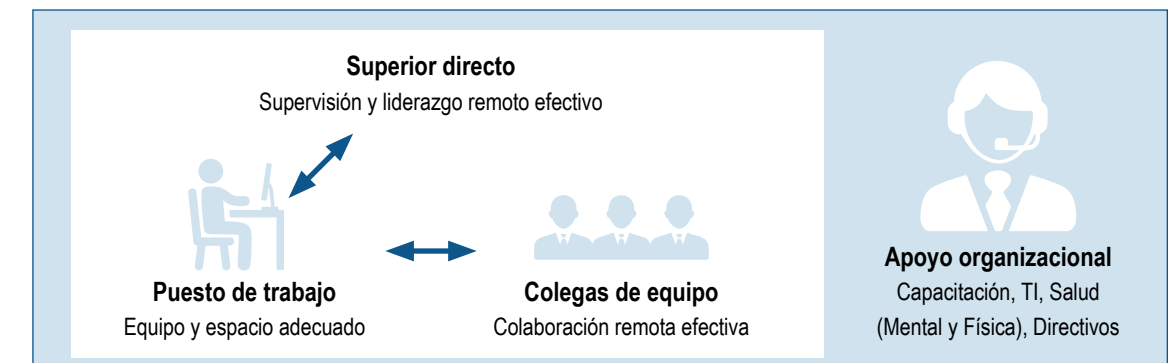 Superior directo
Supervisión y liderazgo remoto efectivo
Puesto de trabajo
Equipo y espacio adecuado
Colegas de equipo
Colaboración remota efectiva
Apoyo organizacional
Capacitación, TI, Salud
(Mental y Física), Directivos